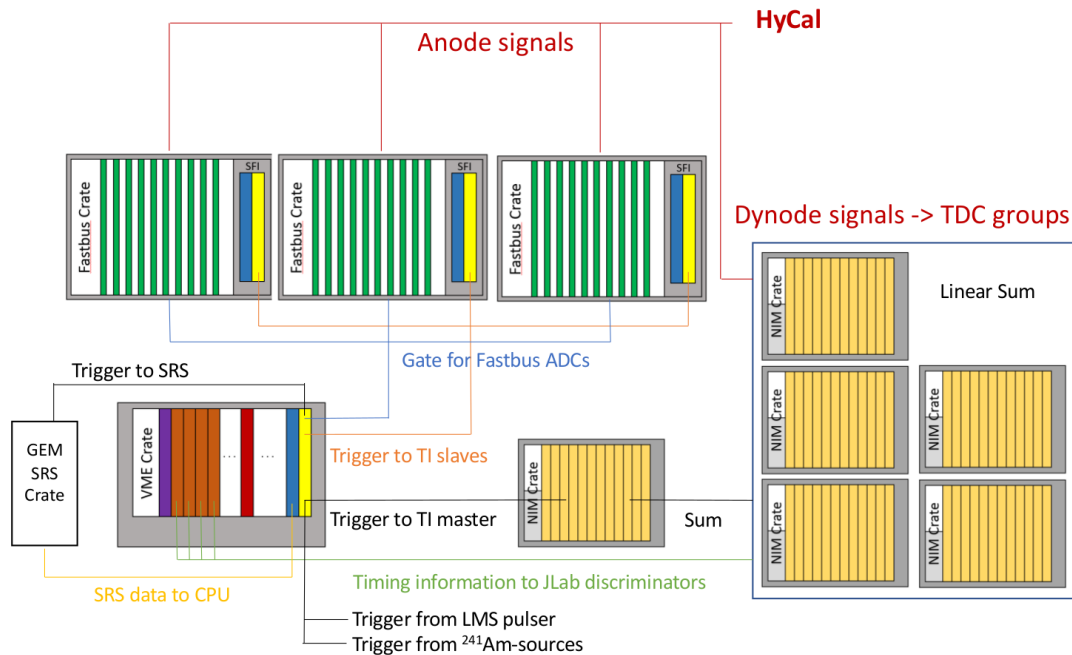 HyCal
Anode signals
SFI
SFI
SFI
Fastbus Crate
Fastbus Crate
Fastbus Crate
Dynode signals -> TDC groups
NIM Crate
Linear Sum
Gate for Fastbus ADCs
Trigger to SRS
GEM
SRS
Crate
VME Crate
... ...
Trigger to TI slaves
NIM Crate
NIM Crate
NIM Crate
Trigger to TI master
Sum
NIM Crate
NIM Crate
Timing information to JLab discriminators
SRS data to CPU
Trigger from LMS pulser
Trigger from ²⁴¹Am-sources